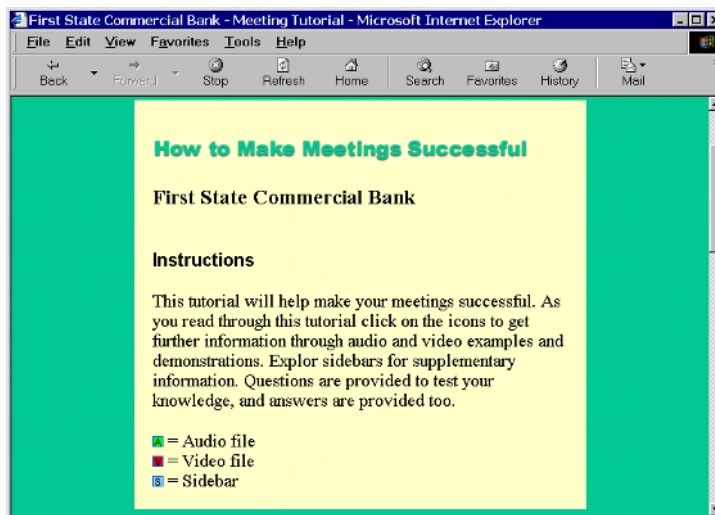 First State Commercial Bank - Meeting Tutorial - Microsoft Internet Explorer
File Edit View Favorites Tools Help
Back Forward Stop Refresh Home Search Favorites History Mail
How to Make Meetings Successful
First State Commercial Bank
Instructions
This tutorial will help make your meetings successful. As
you read through this tutorial click on the icons to get
further information through audio and video examples and
demonstrations. Explor sidebars for supplementary
information. Questions are provided to test your
knowledge, and answers are provided too.
A = Audio file
V = Video file
S = Sidebar